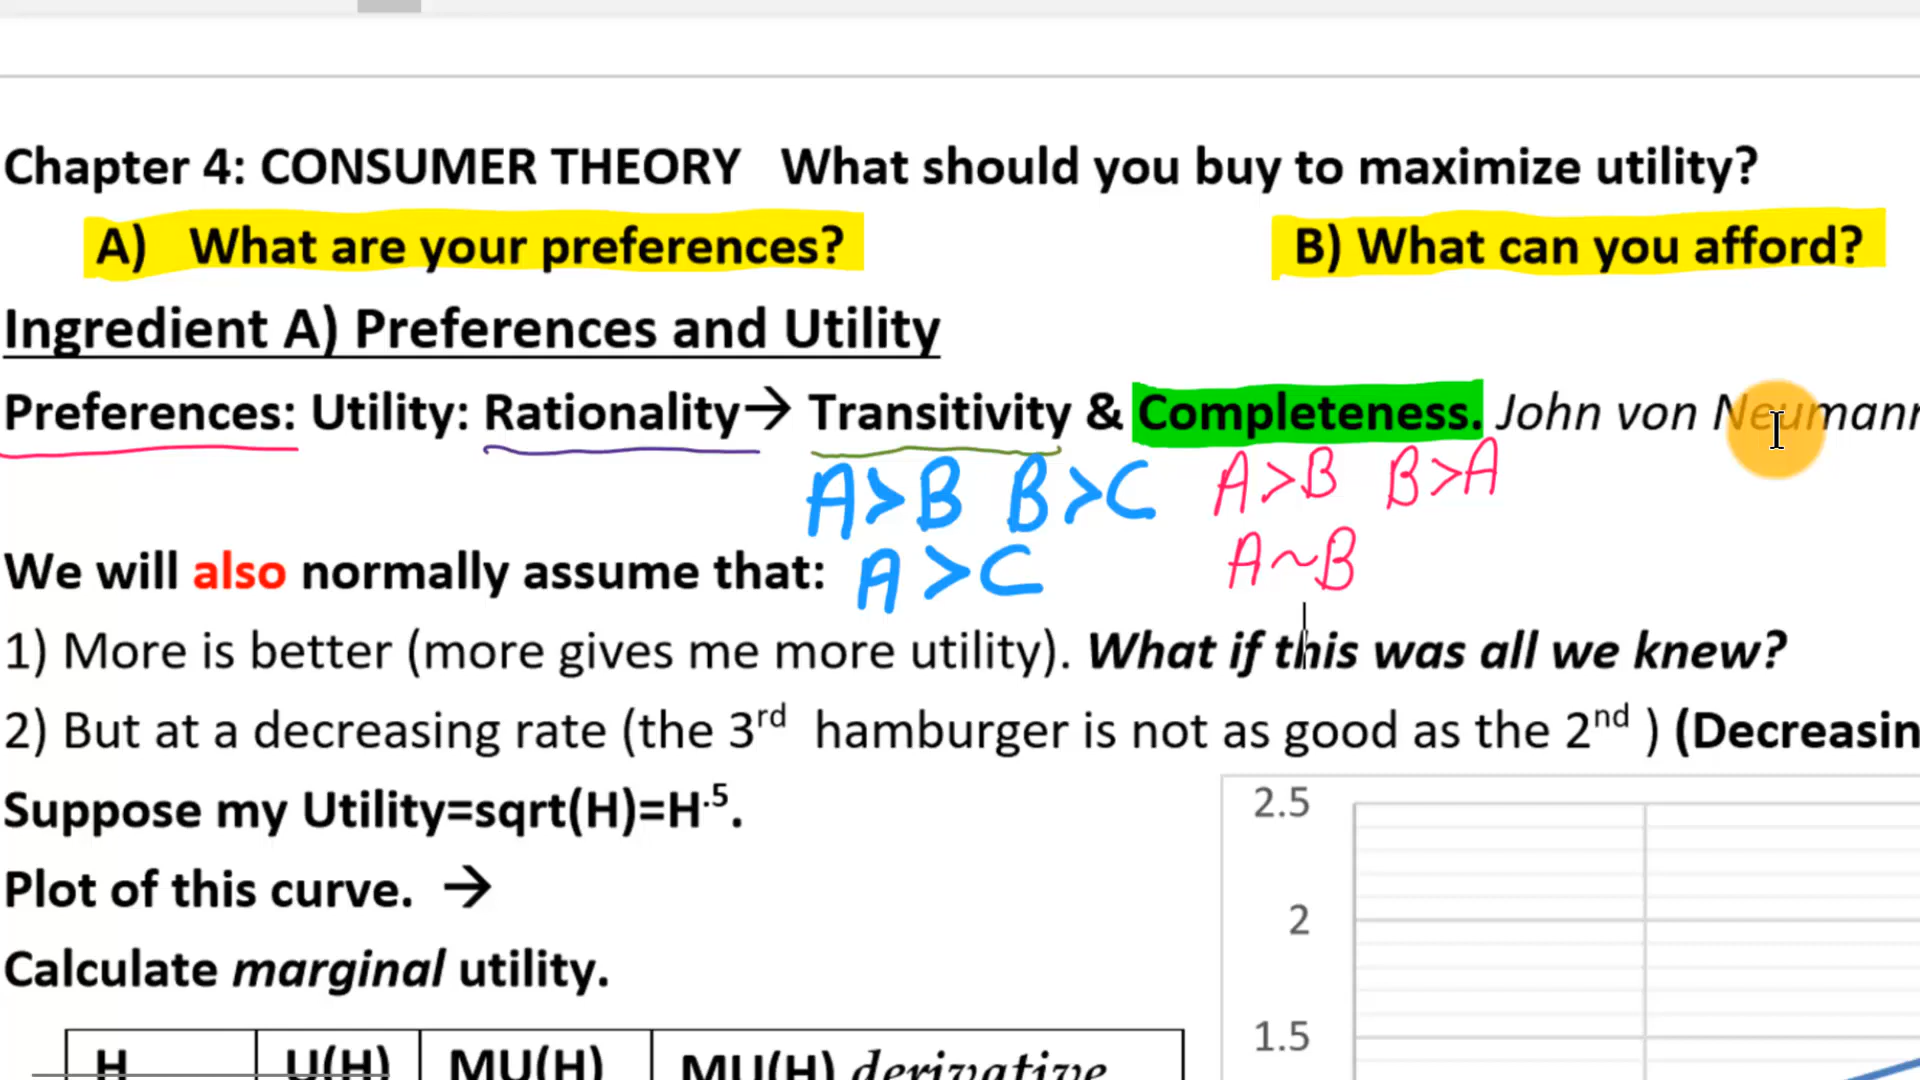 Chapter 4: CONSUMER THEORY What should you buy to maximize utility?
A) What are your preferences? B) What can you afford?
Ingredient A) Preferences and Utility
Preferences: Utility: Rationality→ Transitivity & Completeness. John von Neumann
A>B B>C A>B B>A
We will also normally assume that: A>C A~B
1) More is better (more gives me more utility). What if this was all we knew?
2) But at a decreasing rate (the 3rd hamburger is not as good as the 2nd ) (Decreasin
Suppose my Utility=sqrt(H)=H.5.
2.5
Plot of this curve. →
2
Calculate marginal utility.
1.5
H U(H) MU(H) MU(H) derivative